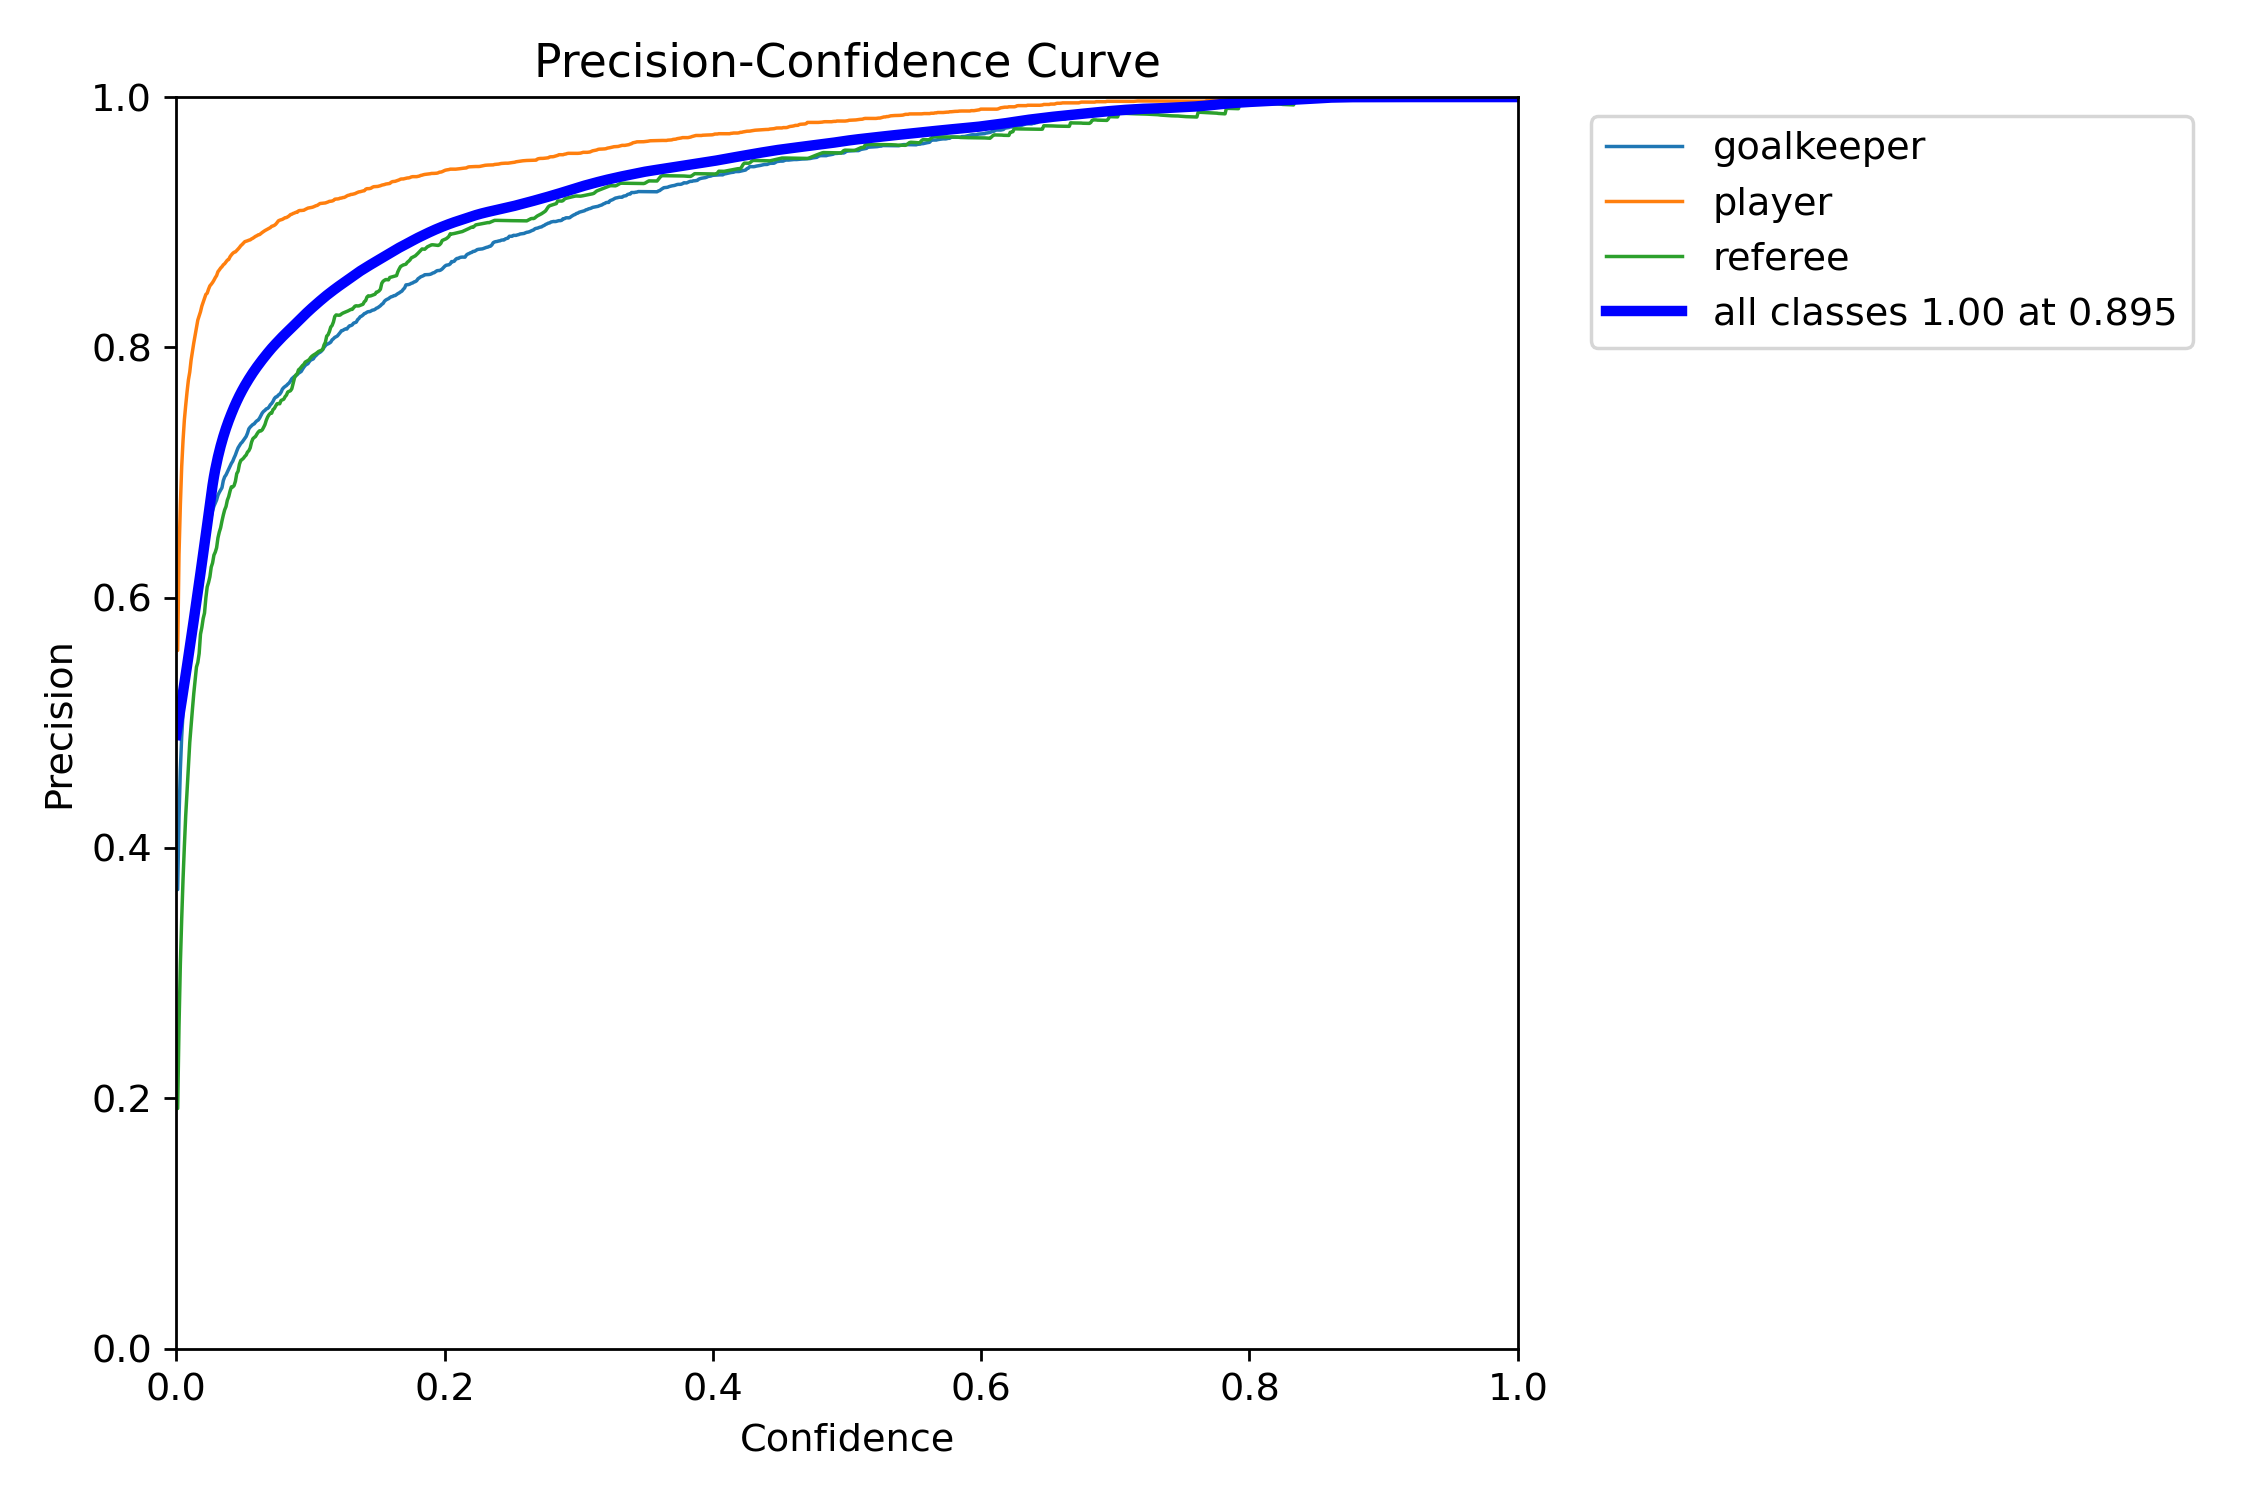 Precision-Confidence Curve
1.0
0.8
0.6
0.4
0.2
0.0
Precision
0.0 0.2 0.4 0.6 0.8 1.0
Confidence
goalkeeper
player
referee
all classes 1.00 at 0.895